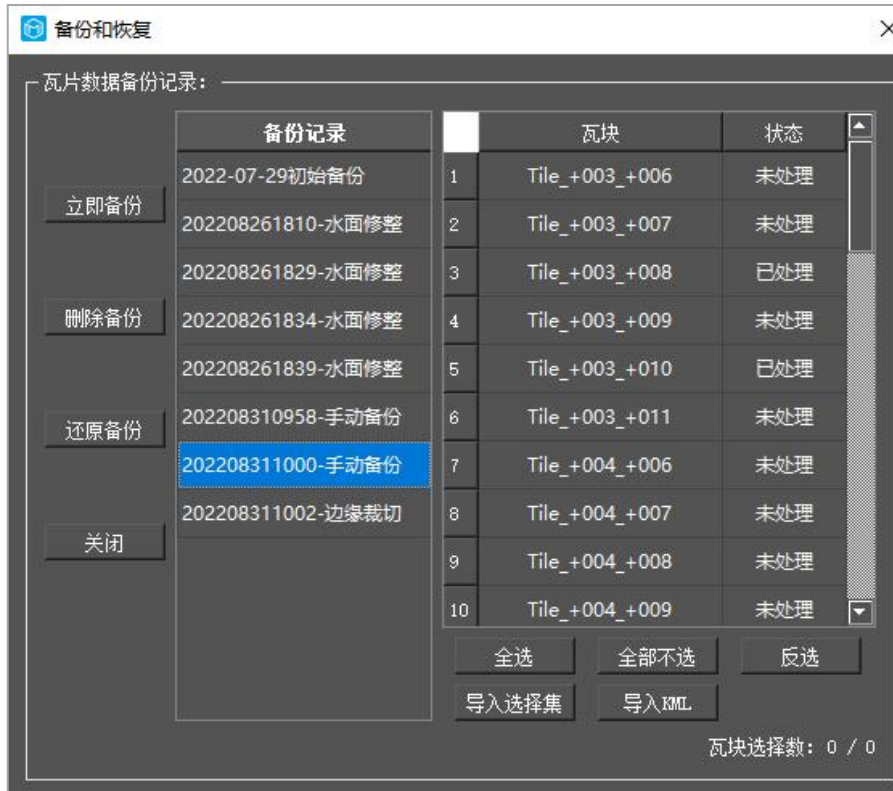 备份和恢复
瓦片数据备份记录:
立即备份
删除备份
还原备份
关闭
备份记录
2022-07-29初始备份
202208261810-水面修整
202208261829-水面修整
202208261834-水面修整
202208261839-水面修整
202208310958-手动备份
202208311000-手动备份
202208311002-边缘裁切
瓦块 状态
1 Tile_+003_+006 未处理
2 Tile_+003_+007 未处理
3 Tile_+003_+008 已处理
4 Tile_+003_+009 未处理
5 Tile_+003_+010 已处理
6 Tile_+003_+011 未处理
7 Tile_+004_+006 未处理
8 Tile_+004_+007 未处理
9 Tile_+004_+008 未处理
10 Tile_+004_+009 未处理
全选 全部不选 反选
导入选择集 导入KML
瓦块选择数: 0 / 0